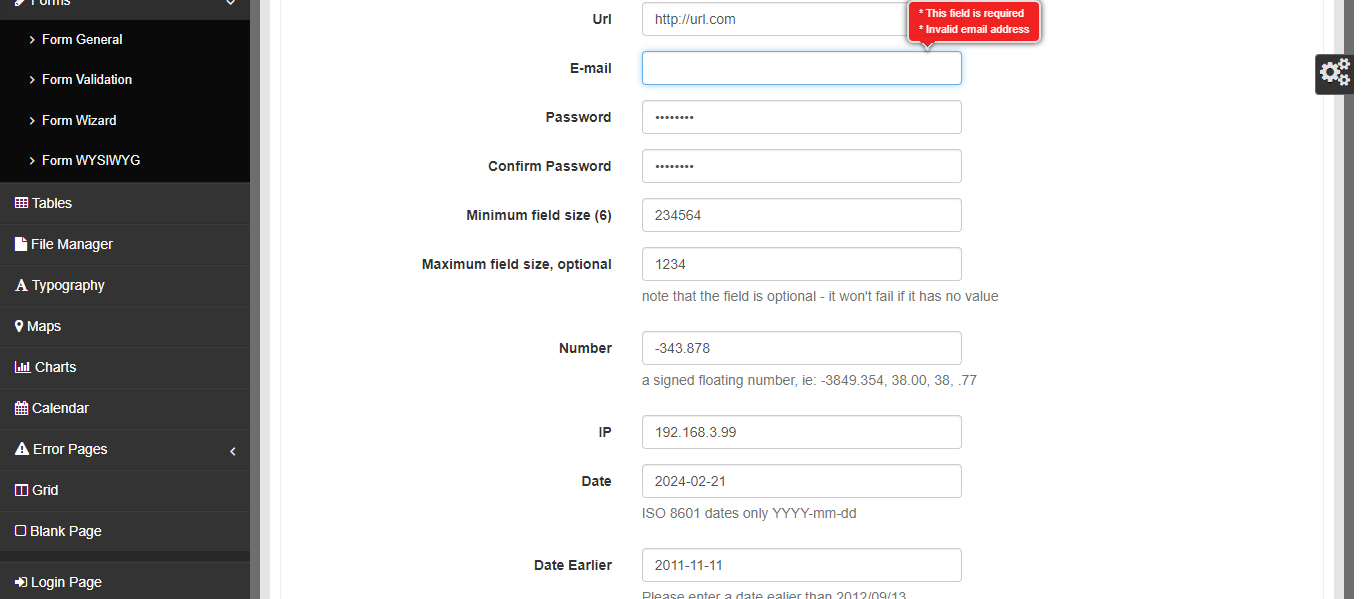 Forms
Form General
Form Validation
Form Wizard
Form WYSIWYG
Tables
File Manager
Typography
Maps
Charts
Calendar
Error Pages
Grid
Blank Page
Login Page
Url
http://url.com
* This field is required
* Invalid email address
E-mail
Password
••••••••
Confirm Password
••••••••
Minimum field size (6)
234564
Maximum field size, optional
1234
note that the field is optional - it won't fail if it has no value
Number
-343.878
a signed floating number, ie: -3849.354, 38.00, 38, .77
IP
192.168.3.99
Date
2024-02-21
ISO 8601 dates only YYYY-mm-dd
Date Earlier
2011-11-11
Please enter a date ealier than 2012/09/13